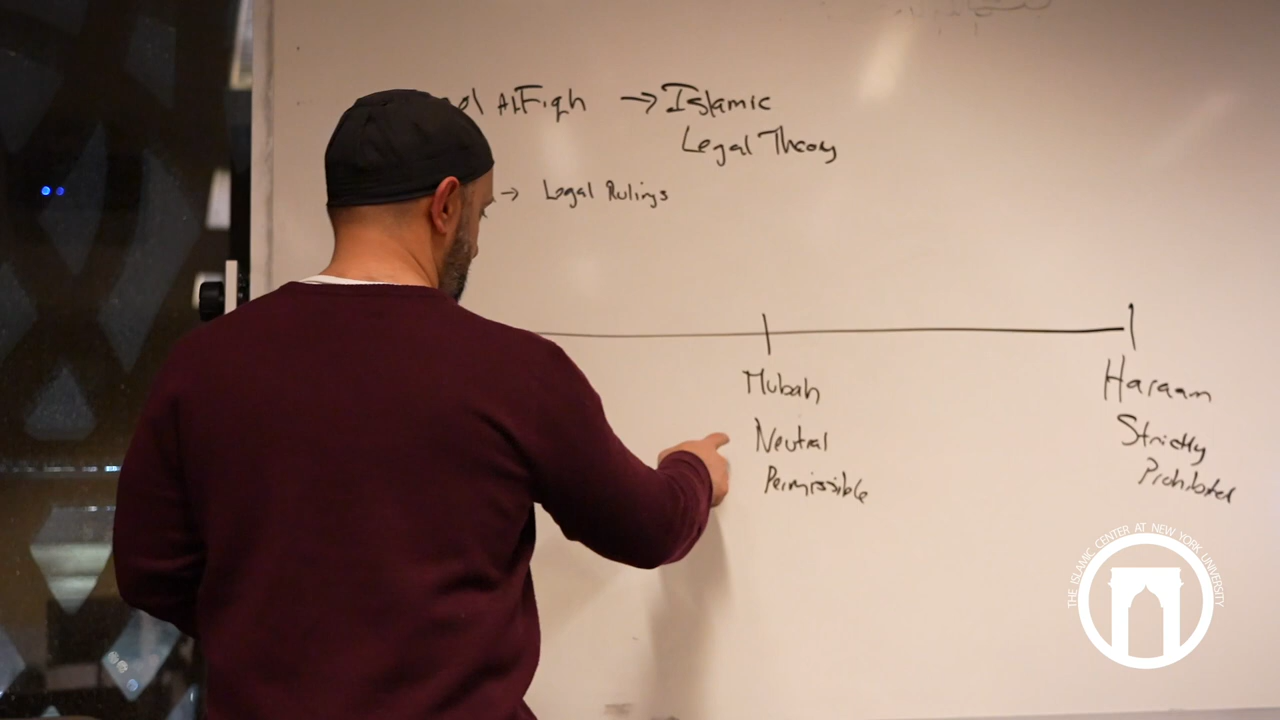 Al Fiqh → Islamic
Legal Theory
→ Legal Rulings
Mubah
Neutral
Permissible
Haraam
Strictly
Prohibited
THE ISLAMIC CENTER AT NEW YORK UNIVERSITY